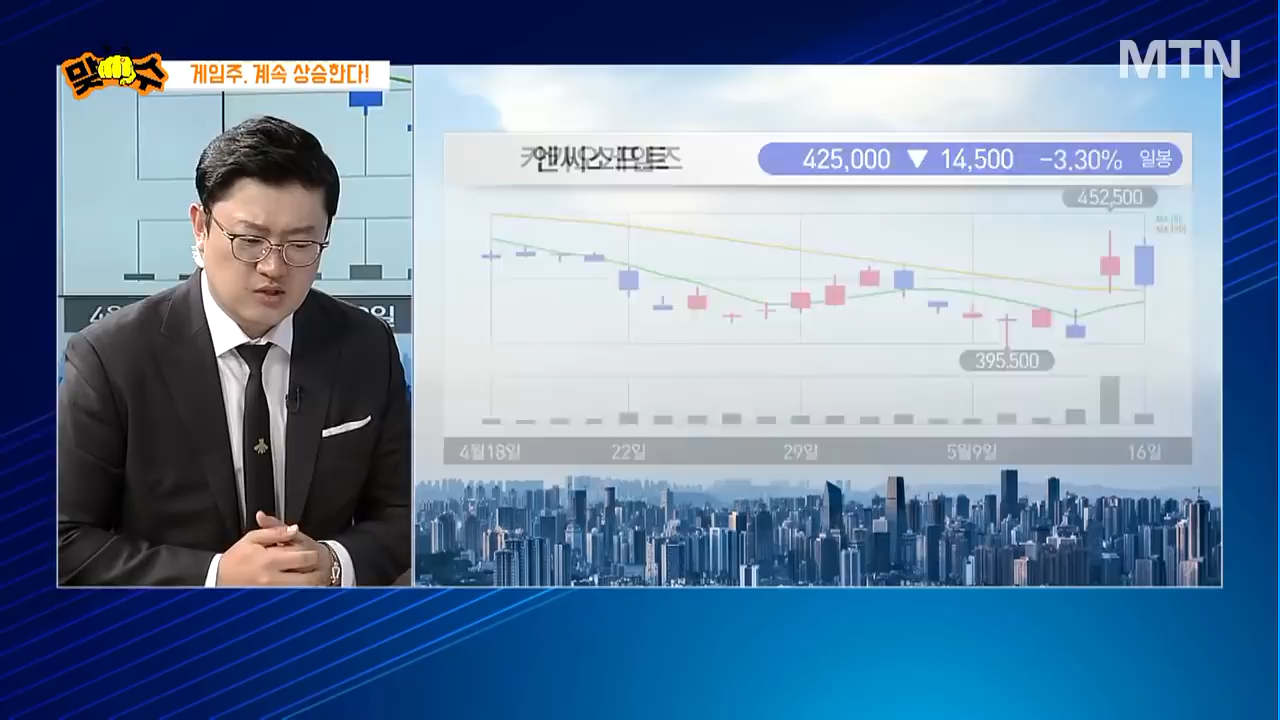 맞수
게임주. 계속 상승한다!
MTN
엔씨소프트
425,000 ▼ 14,500 -3.30% 일봉
452,500
395,500
4월18일 22일 29일 5월9일 16일